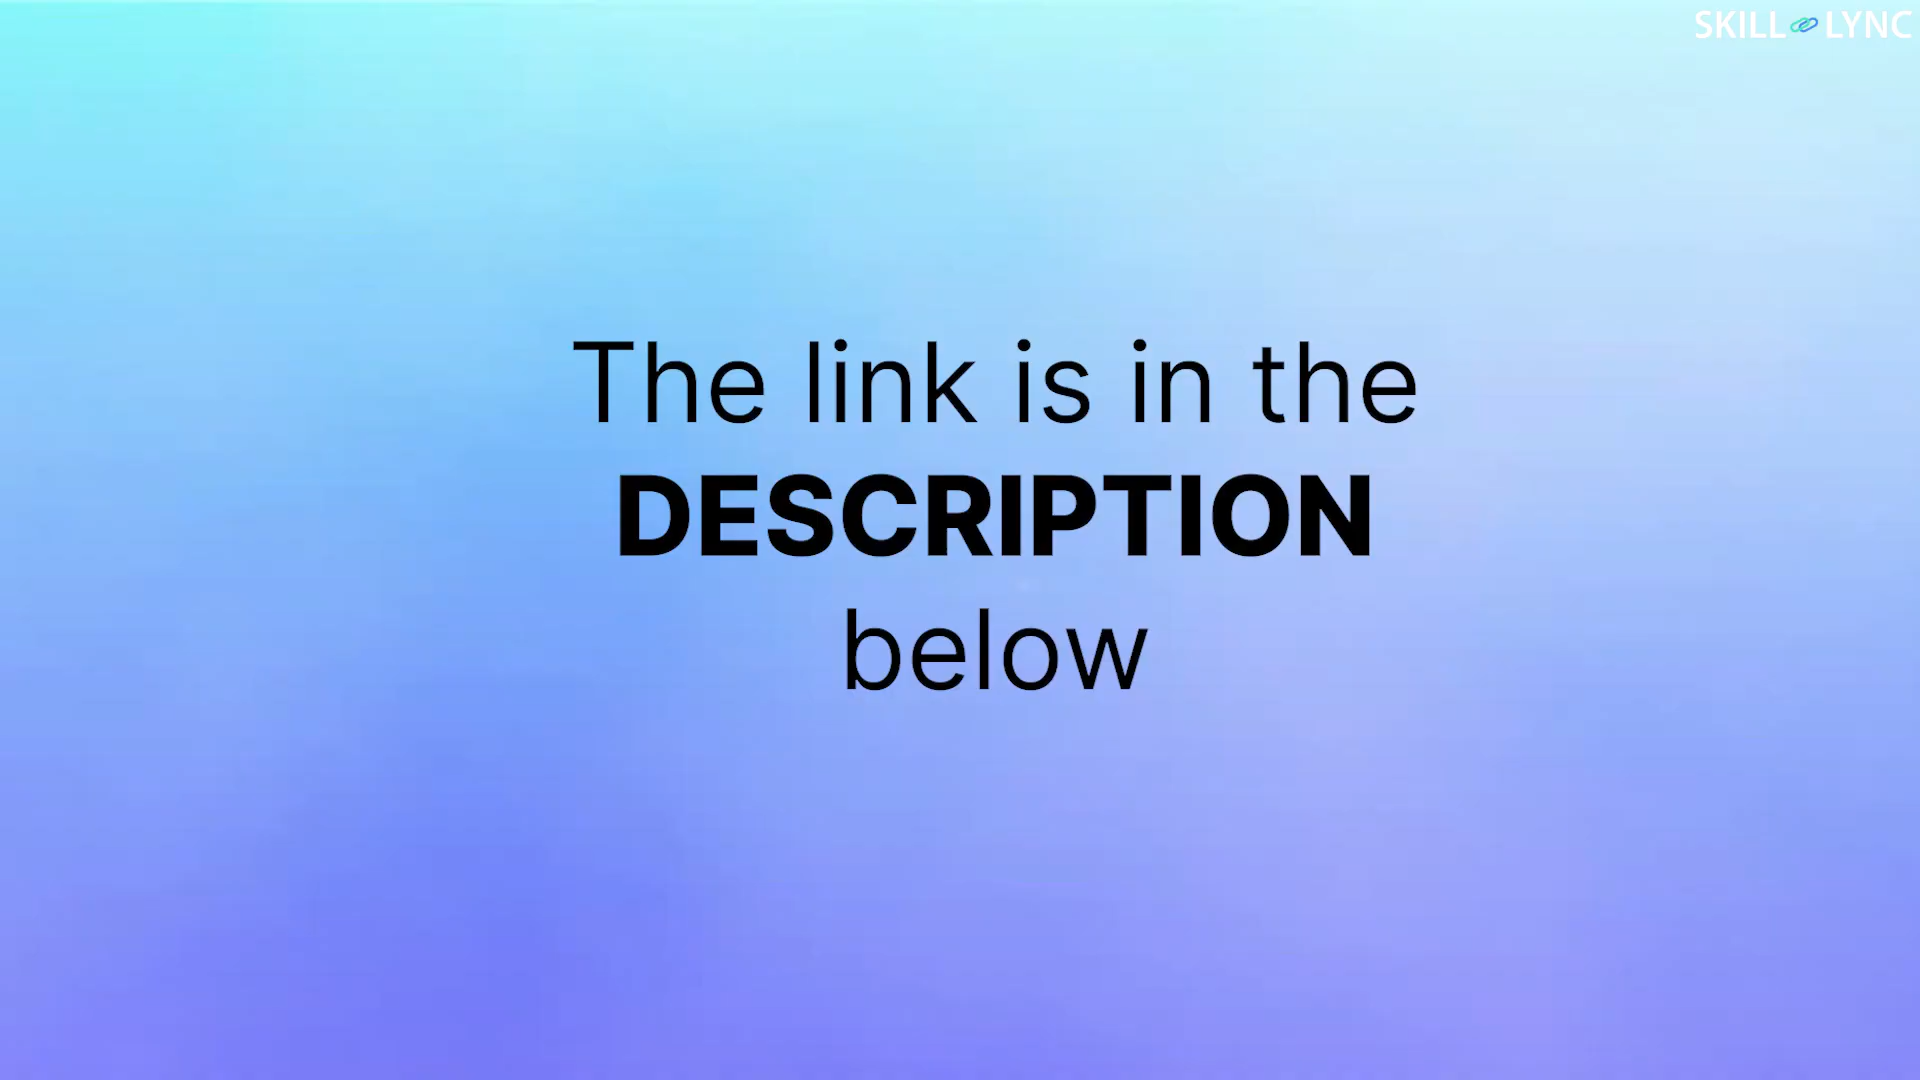 SKILL LYNC
The link is in the
DESCRIPTION
below